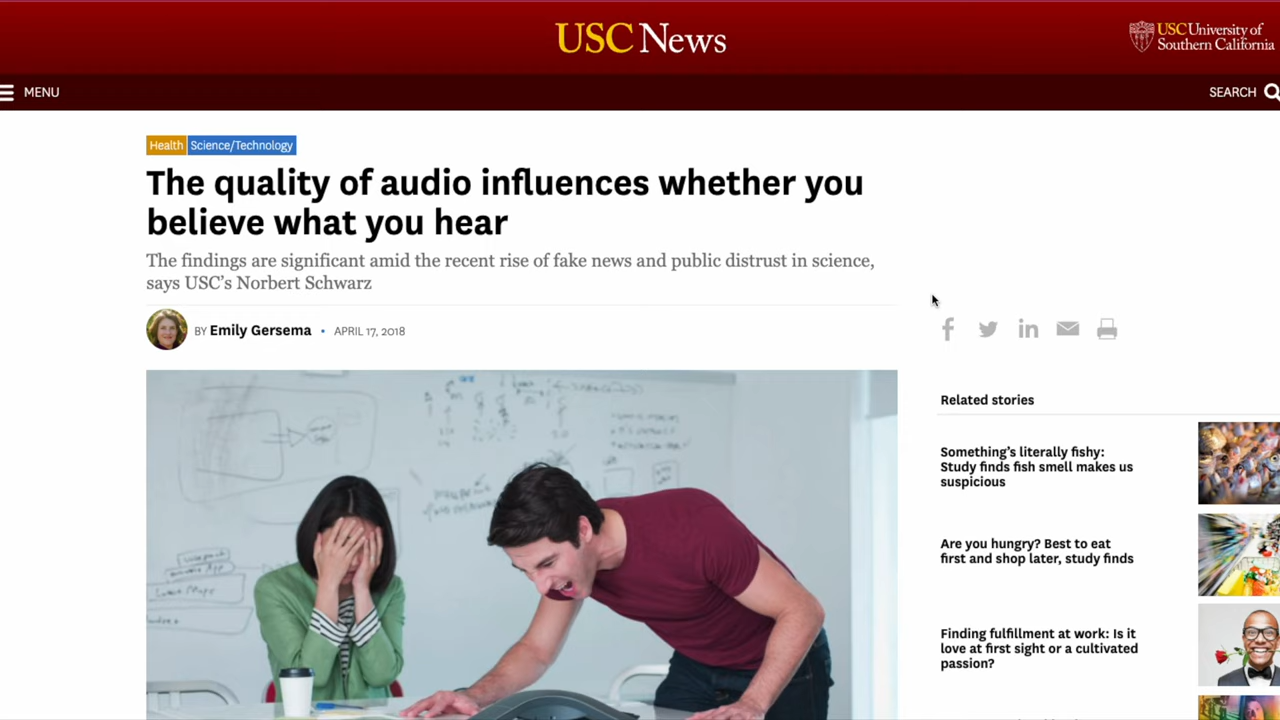 USC News
USC University of
Southern California
MENU
SEARCH
Health Science/Technology
The quality of audio influences whether you
believe what you hear
The findings are significant amid the recent rise of fake news and public distrust in science,
says USC’s Norbert Schwarz
BY Emily Gersema • APRIL 17, 2018
Related stories
Something’s literally fishy:
Study finds fish smell makes us
suspicious
Are you hungry? Best to eat
first and shop later, study finds
Finding fulfillment at work: Is it
love at first sight or a cultivated
passion?